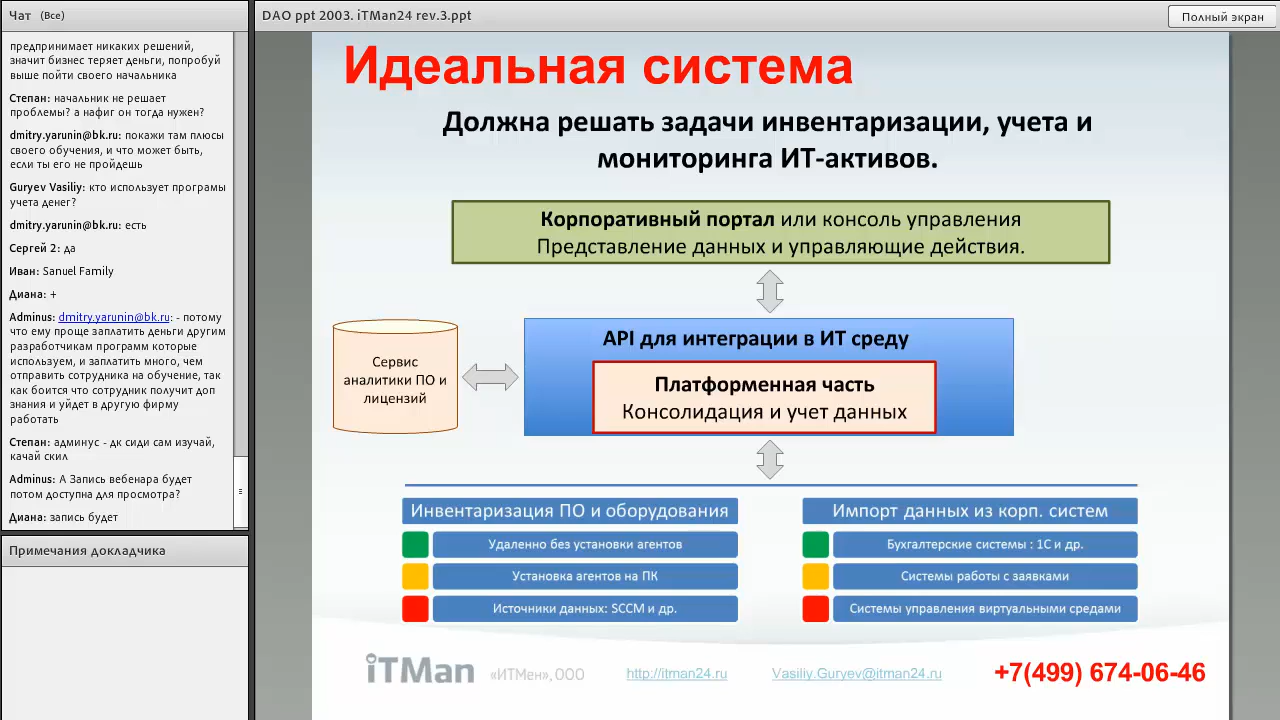 Чат (Все)
предпринимает никаких решений,
значит бизнес теряет деньги, попробуй
выше пойти своего начальника
Степан: начальник не решает
проблемы? а нафиг он тогда нужен?
dmitry.yarunin@bk.ru: покажи там плюсы
своего обучения, и что может быть,
если ты его не пройдешь
Guryev Vasiliy: кто использует програмы
учета денег?
dmitry.yarunin@bk.ru: есть
Сергей 2: да
Иван: Sanuel Family
Диана: +
Adminus: dmitry.yarunin@bk.ru: - потому
что ему проще заплатить деньги другим
разработчикам программ которые
используем, и заплатить много, чем
отправить сотрудника на обучение, так
как боится что сотрудник получит доп
знания и уйдет в другую фирму
работать
Степан: админус - дк сиди сам изучай,
качай скил
Adminus: А Запись вебенара будет
потом доступна для просмотра?
Диана: запись будет
Примечания докладчика
DAO ppt 2003. iTMan24 rev.3.ppt
Полный экран
Идеальная система
Должна решать задачи инвентаризации, учета и
мониторинга ИТ-активов.
Корпоративный портал или консоль управления
Представление данных и управляющие действия.
Сервис
аналитики ПО и
лицензий
API для интеграции в ИТ среду
Платформенная часть
Консолидация и учет данных
Инвентаризация ПО и оборудования
Удаленно без установки агентов
Установка агентов на ПК
Источники данных: SCCM и др.
Импорт данных из корп. систем
Бухгалтерские системы : 1С и др.
Системы работы с заявками
Системы управления виртуальными средами
iTMan «ИТМен», ООО http://itman24.ru Vasiliy.Guryev@itman24.ru +7(499) 674-06-46